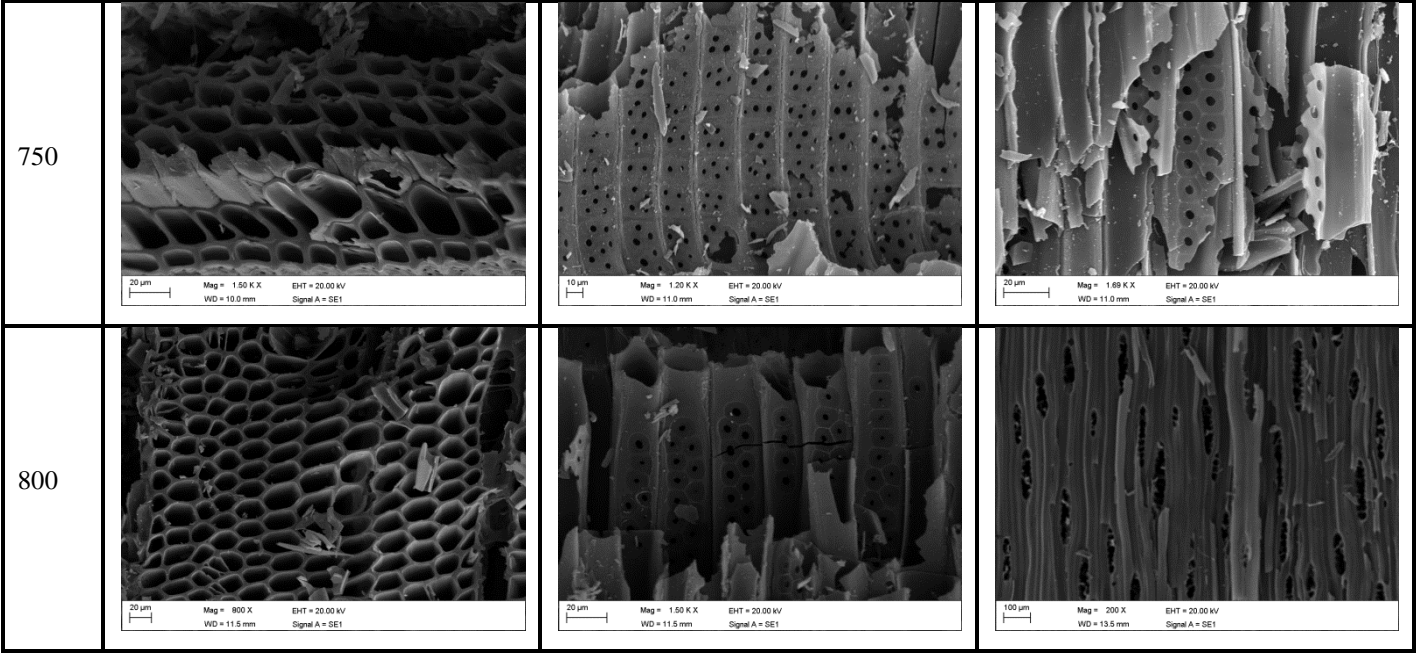 750
20 µm Mag = 1.50 K X EHT = 20.00 kV
WD = 10.0 mm Signal A = SE1
10 µm Mag = 1.20 K X EHT = 20.00 kV
WD = 11.0 mm Signal A = SE1
20 µm Mag = 1.69 K X EHT = 20.00 kV
WD = 11.0 mm Signal A = SE1
800
20 µm Mag = 800 X EHT = 20.00 kV
WD = 11.5 mm Signal A = SE1
20 µm Mag = 1.50 K X EHT = 20.00 kV
WD = 11.5 mm Signal A = SE1
100 µm Mag = 200 X EHT = 20.00 kV
WD = 13.5 mm Signal A = SE1